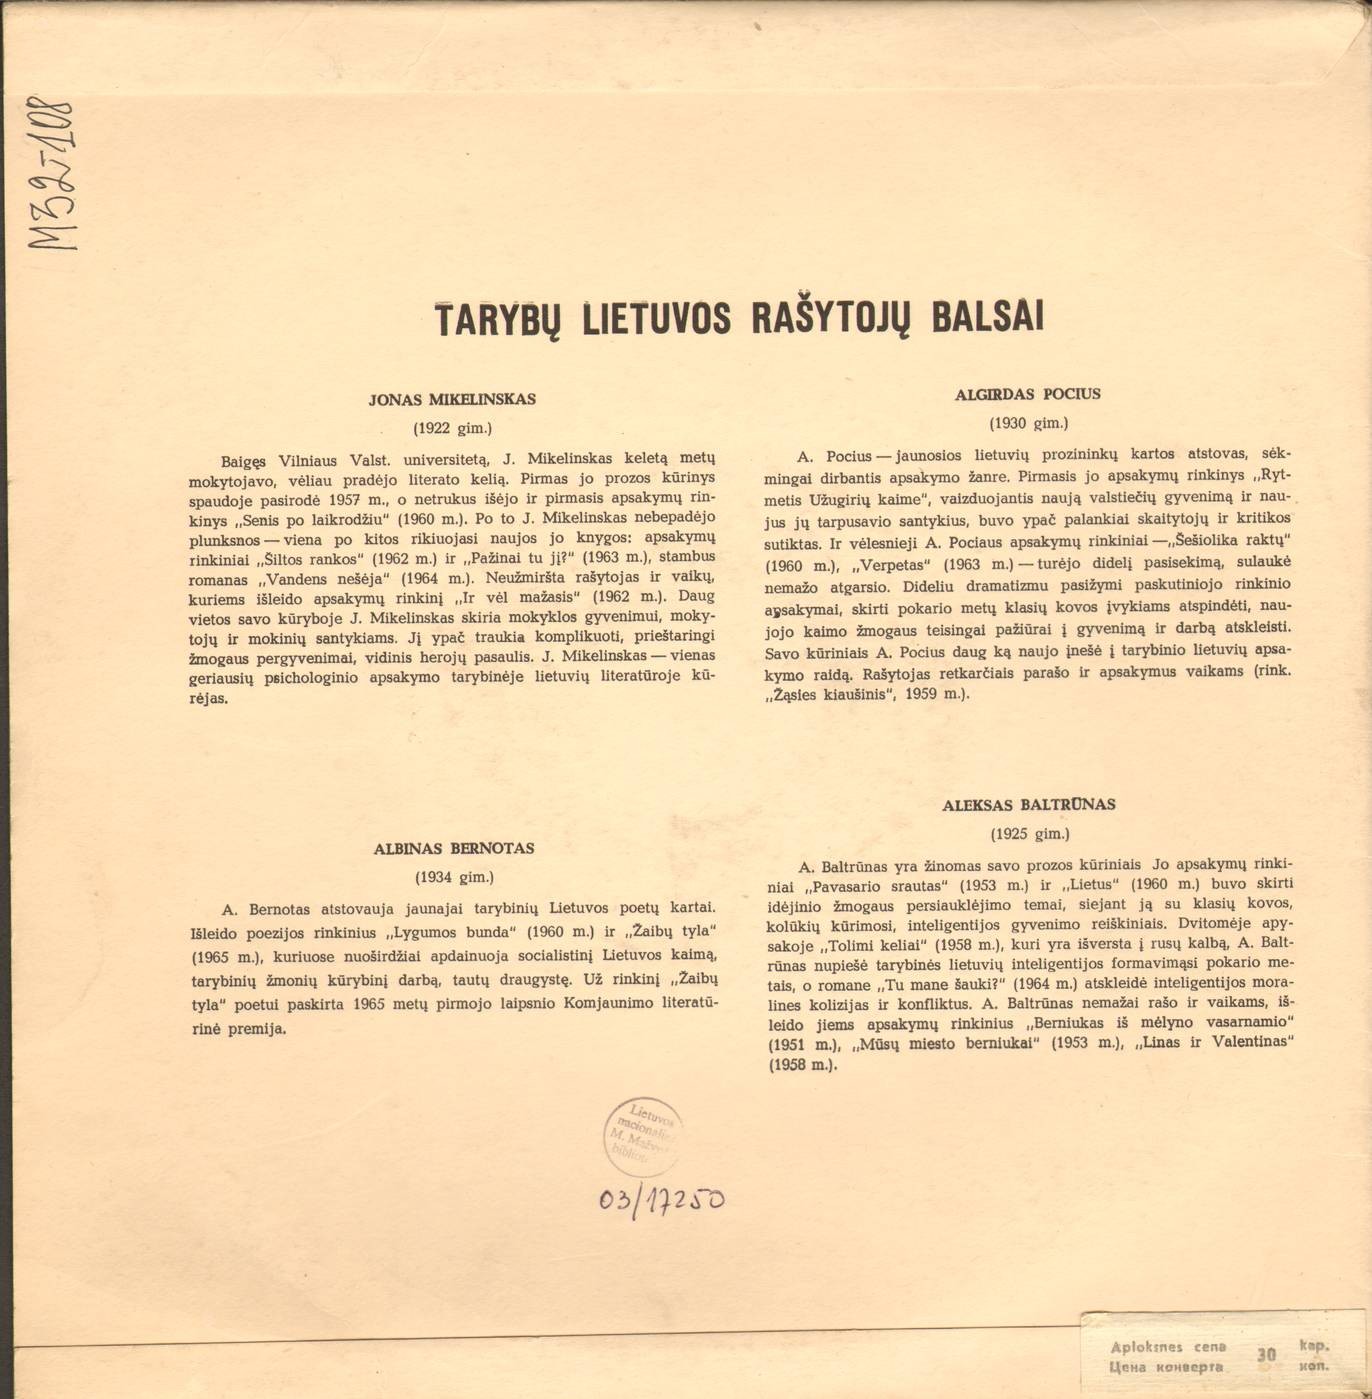 M32-108
TARYBŲ LIETUVOS RAŠYTOJŲ BALSAI
JONAS MIKELINSKAS
(1922 gim.)
Baigęs Vilniaus Valst. universitetą, J. Mikelinskas keletą metų
mokytojavo, vėliau pradėjo literato kelią. Pirmas jo prozos kūrinys
spaudoje pasirodė 1957 m., o netrukus išėjo ir pirmasis apsakymų rin-
kinys „Senis po laikrodžiu“ (1960 m.). Po to J. Mikelinskas nebepadėjo
plunksnos — viena po kitos rikiuojasi naujos jo knygos: apsakymų
rinkiniai „Šiltos rankos“ (1962 m.) ir „Pažinai tu jį?“ (1963 m.), stambus
romanas „Vandens nešėja“ (1964 m.). Neužmiršta rašytojas ir vaikų,
kuriems išleido apsakymų rinkinį „Ir vėl mažasis“ (1962 m.). Daug
vietos savo kūryboje J. Mikelinskas skiria mokyklos gyvenimui, moky-
tojų ir mokinių santykiams. Jį ypač traukia komplikuoti, prieštaringi
žmogaus pergyvenimai, vidinis herojų pasaulis. J. Mikelinskas — vienas
geriausių psichologinio apsakymo tarybinėje lietuvių literatūroje kū-
rėjas.
ALBINAS BERNOTAS
(1934 gim.)
A. Bernotas atstovauja jaunajai tarybinių Lietuvos poetų kartai.
Išleido poezijos rinkinius „Lygumos bunda“ (1960 m.) ir „Žaibų tyla“
(1965 m.), kuriuose nuoširdžiai apdainuoja socialistinį Lietuvos kaimą,
tarybinių žmonių kūrybinį darbą, tautų draugystę. Už rinkinį „Žaibų
tyla“ poetui paskirta 1965 metų pirmojo laipsnio Komjaunimo literatū-
rinė premija.
ALGIRDAS POCIUS
(1930 gim.)
A. Pocius — jaunosios lietuvių prozininkų kartos atstovas, sėk-
mingai dirbantis apsakymo žanre. Pirmasis jo apsakymų rinkinys „Ryt-
metis Užugirių kaime“, vaizduojantis naują valstiečių gyvenimą ir nau-
jus jų tarpusavio santykius, buvo ypač palankiai skaitytojų ir kritikos
sutiktas. Ir vėlesnieji A. Pociaus apsakymų rinkiniai —„Šešiolika raktų“
(1960 m.), „Verpetas“ (1963 m.) — turėjo didelį pasisekimą, sulaukė
nemažo atgarsio. Dideliu dramatizmu pasižymi paskutiniojo rinkinio
apsakymai, skirti pokario metų klasių kovos įvykiams atspindėti, nau-
jojo kaimo žmogaus teisingai pažiūrai į gyvenimą ir darbą atskleisti.
Savo kūriniais A. Pocius daug ką naujo įnešė į tarybinio lietuvių apsa-
kymo raidą. Rašytojas retkarčiais parašo ir apsakymus vaikams (rink.
„Žąsies kiaušinis“, 1959 m.).
ALEKSAS BALTRŪNAS
(1925 gim.)
A. Baltrūnas yra žinomas savo prozos kūriniais Jo apsakymų rinki-
niai „Pavasario srautas“ (1953 m.) ir „Lietus“ (1960 m.) buvo skirti
idėjinio žmogaus persiauklėjimo temai, siejant ją su klasių kovos,
kolūkių kūrimosi, inteligentijos gyvenimo reiškiniais. Dvitomėje apy-
sakoje „Tolimi keliai“ (1958 m.), kuri yra išversta į rusų kalbą, A. Balt-
rūnas nupiešė tarybinės lietuvių inteligentijos formavimąsi pokario me-
tais, o romane „Tu mane šauki?“ (1964 m.) atskleidė inteligentijos mora-
lines kolizijas ir konfliktus. A. Baltrūnas nemažai rašo ir vaikams, iš-
leido jiems apsakymų rinkinius „Berniukas iš mėlyno vasarnamio“
(1951 m.), „Mūsų miesto berniukai“ (1953 m.), „Linas ir Valentinas“
(1958 m.).
Lietuvos
M.
03/17250
Aploksnes cena 30 kap.
Цена конверта коп.